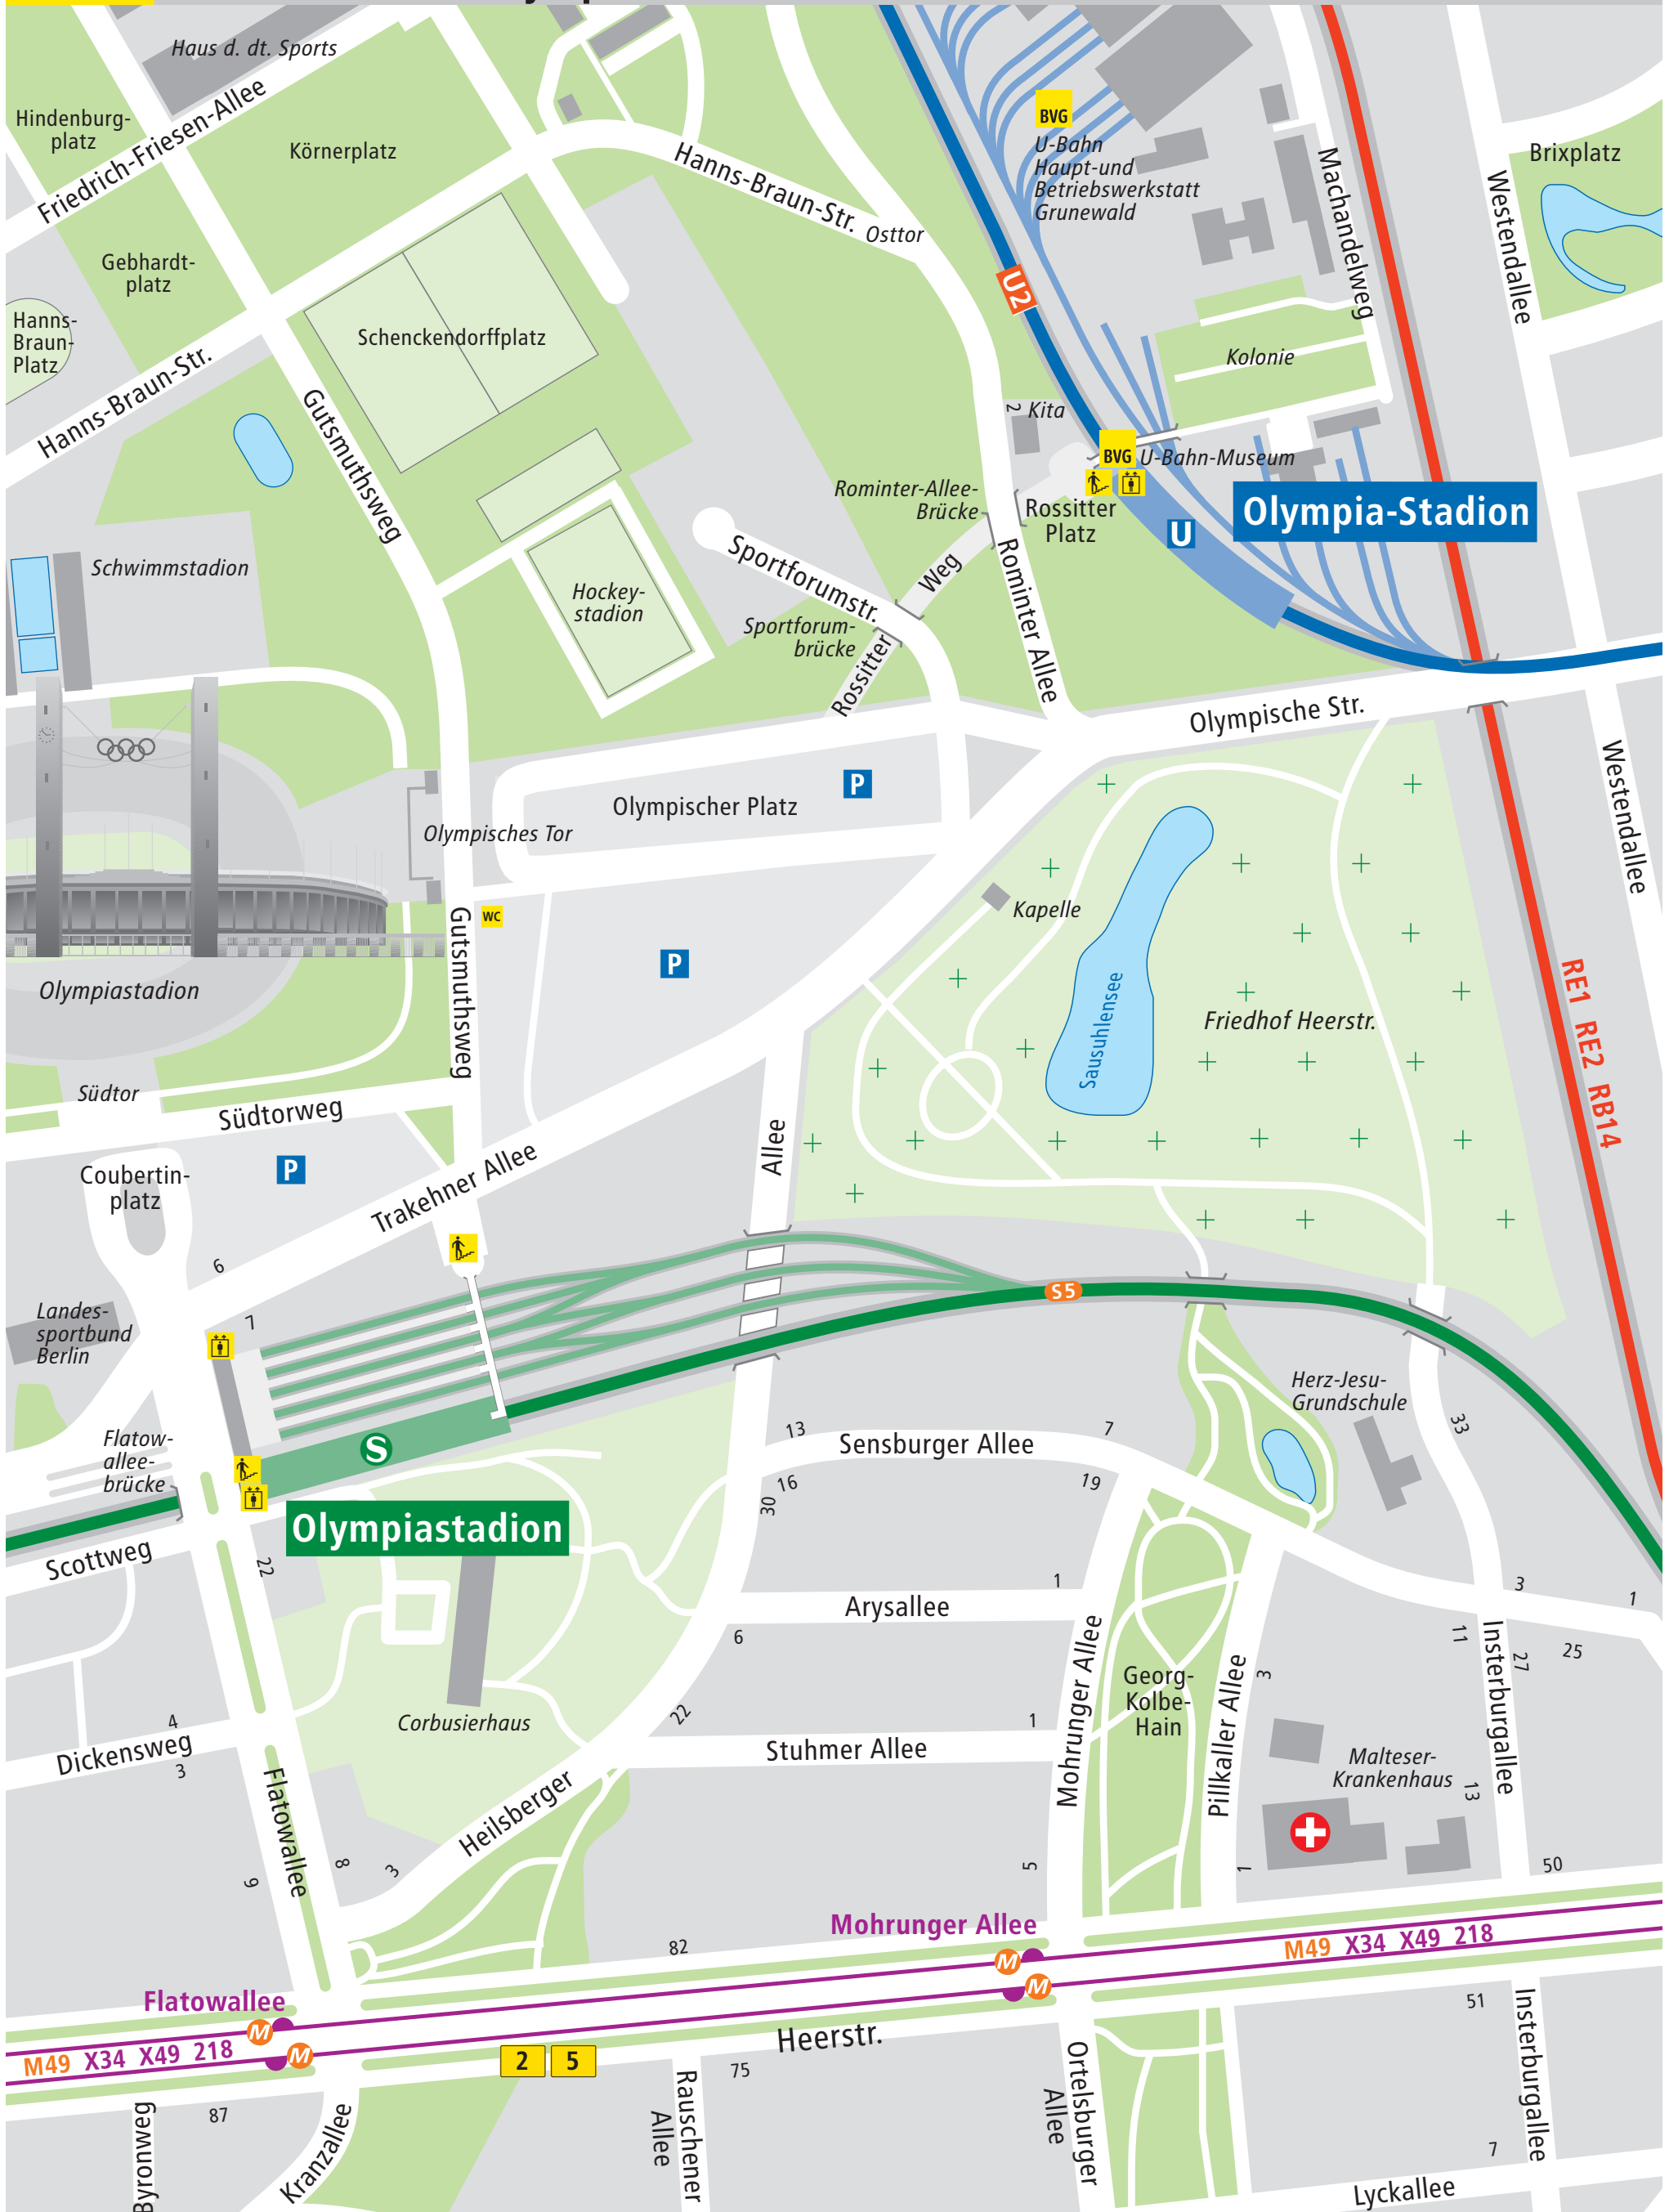 Haus d. dt. Sports
Hindenburg-
platz
Friedrich-Friesen-Allee
Körnerplatz
Hanns-Braun-Str.
Osttor
BVG
U-Bahn
Haupt-und
Betriebswerkstatt
Grunewald
Machandelweg
Westendallee
Brixplatz
Gebhardt-
platz
Hanns-
Braun-
Platz
Hanns-Braun-Str.
Schenckendorffplatz
U2
Kolonie
Gutsmuthsweg
2
Kita
BVG
U-Bahn-Museum
Rominter-Allee-
Brücke
Rossitter
Platz
U
Olympia-Stadion
Schwimmstadion
Hockey-
stadion
Sportforumstr.
Weg
Rominter Allee
Sportforum-
brücke
Rossitter
Olympische Str.
Westendallee
P
Olympischer Platz
Olympisches Tor
Kapelle
WC
Gutsmuthsweg
P
Olympiastadion
Sausuhlensee
Friedhof Heerstr.
RE1 RE2 RB14
Südtor
Südtorweg
Allee
Coubertin-
platz
P
Trakehner Allee
6
7
S5
Landes-
sportbund
Berlin
Herz-Jesu-
Grundschule
33
Flatow-
allee-
brücke
S
13
Sensburger Allee
7
16
19
30
Olympiastadion
Scottweg
22
1
Arysallee
6
3
1
11
27
25
Insterburgallee
Mohrunger Allee
Georg-
Kolbe-
Hain
Pillkaller Allee
3
Corbusierhaus
22
1
Stuhmer Allee
4
Dickensweg
3
Malteser-
Krankenhaus
13
Flatowallee
Heilsberger
8
3
9
5
1
50
Mohrunger Allee
82
M
M
M49 X34 X49 218
Flatowallee
M
M
M49 X34 X49 218
Heerstr.
2
5
75
51
Insterburgallee
87
Byronweg
Kranzallee
Rauschener
Allee
Ortelsburger
Allee
7
Lyckallee